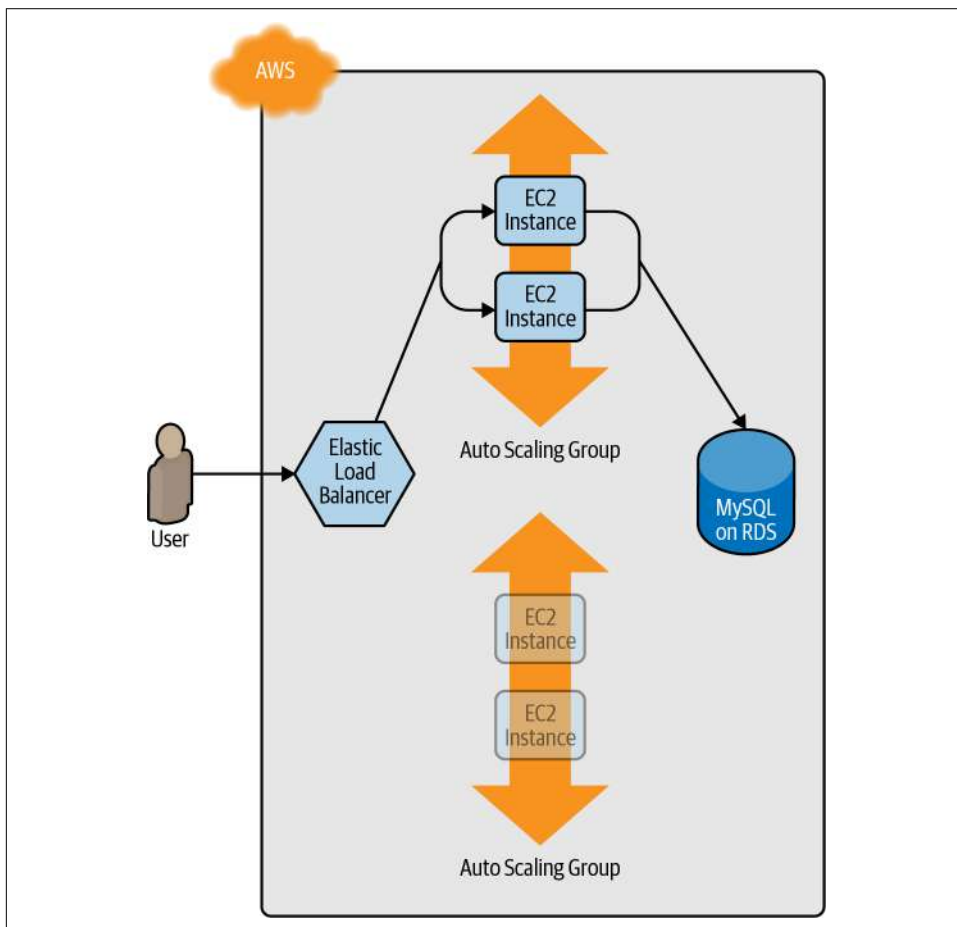 AWS
EC2
Instance
EC2
Instance
Auto Scaling Group
Elastic
Load
Balancer
User
MySQL
on RDS
EC2
Instance
EC2
Instance
Auto Scaling Group